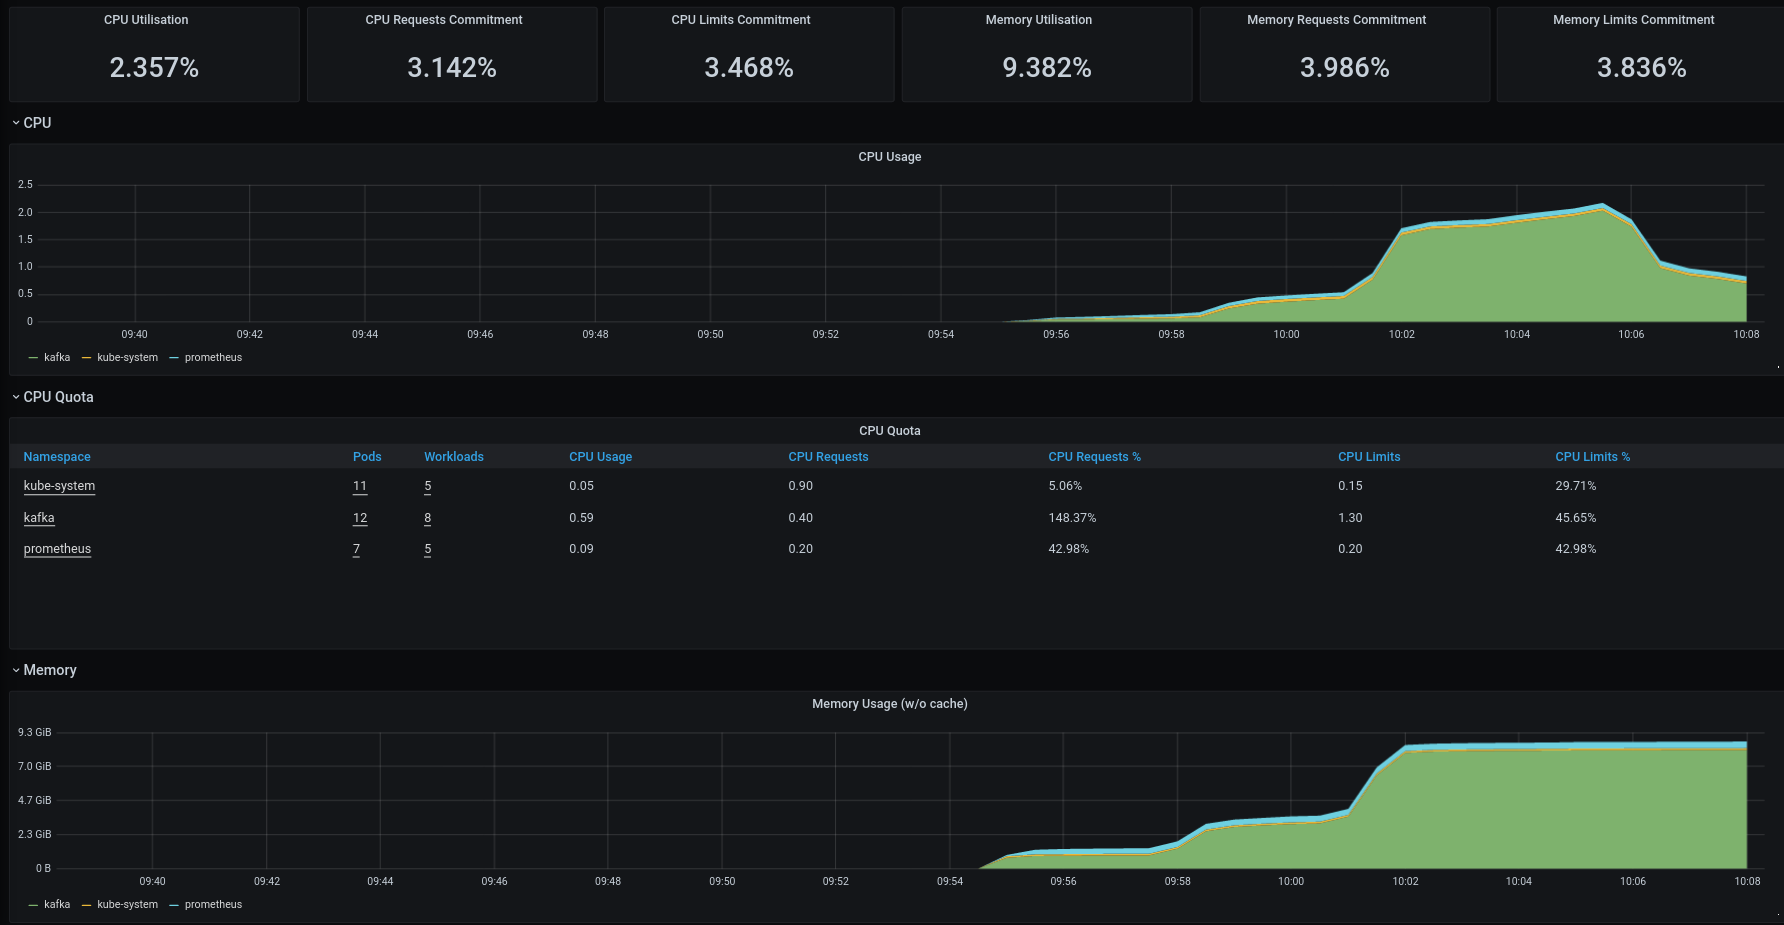 CPU Utilisation CPU Requests Commitment CPU Limits Commitment Memory Utilisation Memory Requests Commitment Memory Limits Commitment
2.357% 3.142% 3.468% 9.382% 3.986% 3.836%
CPU
CPU Usage
2.5
2.0
1.5
1.0
0.5
0
09:40 09:42 09:44 09:46 09:48 09:50 09:52 09:54 09:56 09:58 10:00 10:02 10:04 10:06 10:08
kafka kube-system prometheus
CPU Quota
CPU Quota
Namespace Pods Workloads CPU Usage CPU Requests CPU Requests % CPU Limits CPU Limits %
kube-system 11 5 0.05 0.90 5.06% 0.15 29.71%
kafka 12 8 0.59 0.40 148.37% 1.30 45.65%
prometheus 7 5 0.09 0.20 42.98% 0.20 42.98%
Memory
Memory Usage (w/o cache)
9.3 GiB
7.0 GiB
4.7 GiB
2.3 GiB
0 B
09:40 09:42 09:44 09:46 09:48 09:50 09:52 09:54 09:56 09:58 10:00 10:02 10:04 10:06 10:08
kafka kube-system prometheus